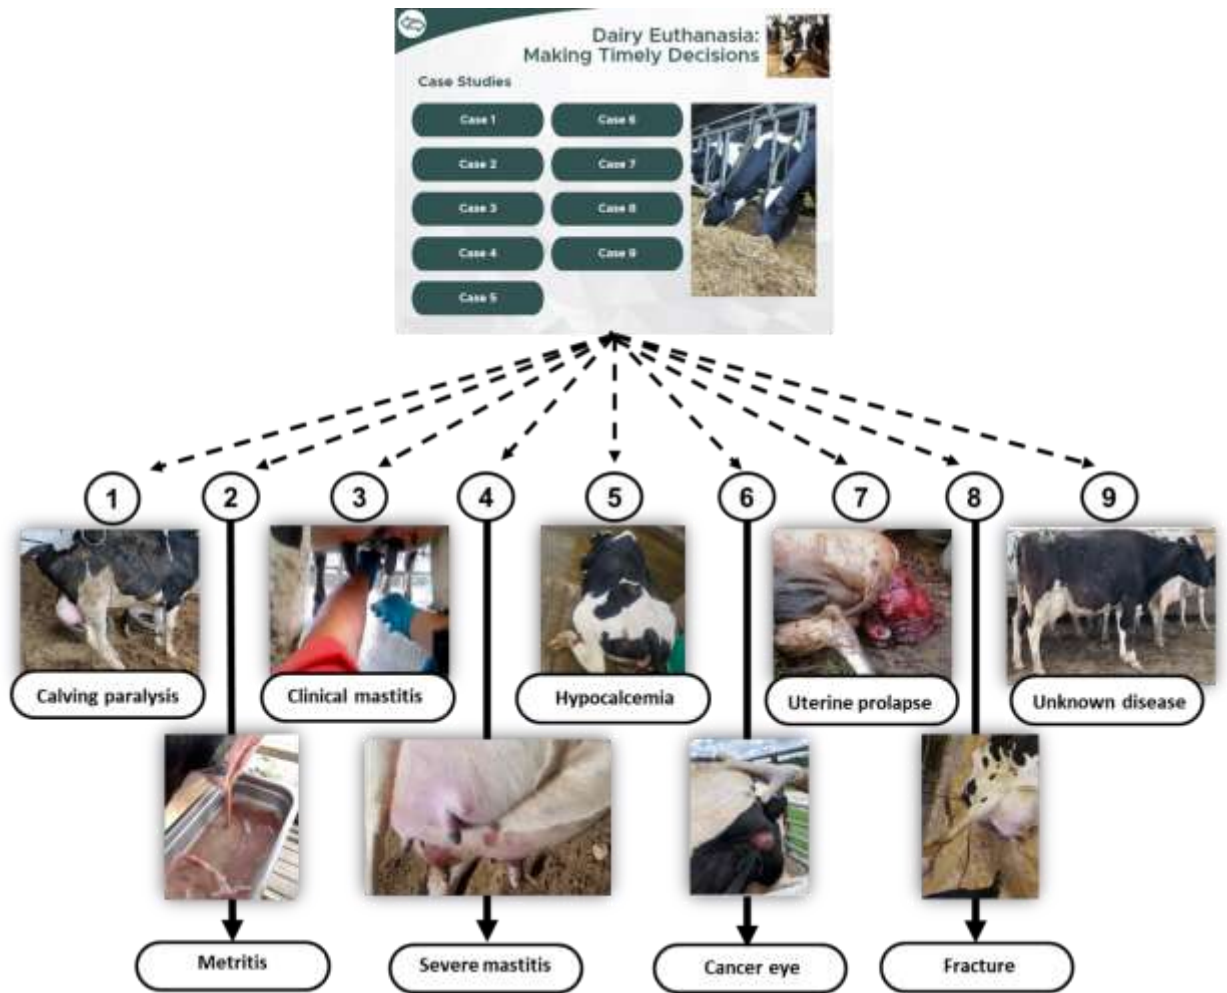 Dairy Euthanasia:
Making Timely Decisions
Case Studies
Case 1
Case 6
Case 2
Case 7
Case 3
Case 8
Case 4
Case 9
Case 5
1
2
3
4
5
6
7
8
9
Calving paralysis
Clinical mastitis
Hypocalcemia
Uterine prolapse
Unknown disease
Metritis
Severe mastitis
Cancer eye
Fracture